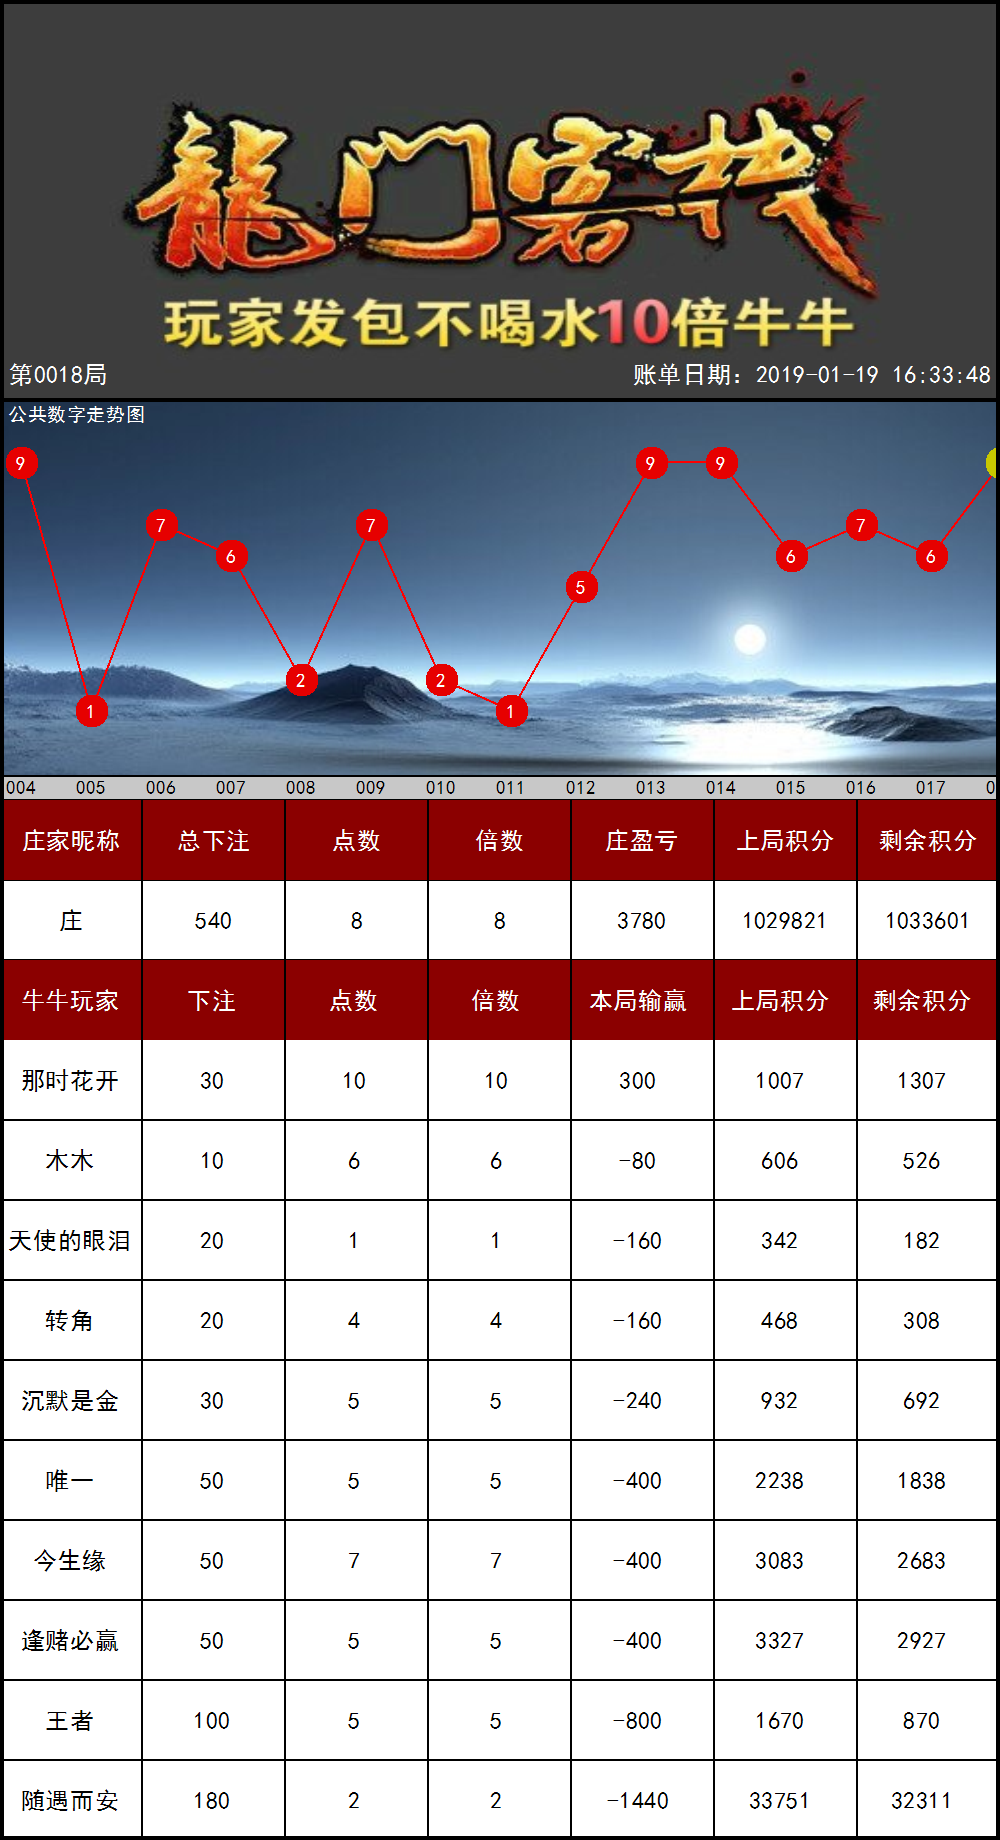 龍门客栈
玩家发包不喝水10倍牛牛
第0018局 账单日期：2019-01-19 16:33:48
公共数字走势图
9 1 7 6 2 7 2 1 5 9 9 6 7 6
004 005 006 007 008 009 010 011 012 013 014 015 016 017 0
庄家昵称 总下注 点数 倍数 庄盈亏 上局积分 剩余积分
庄 540 8 8 3780 1029821 1033601
牛牛玩家 下注 点数 倍数 本局输赢 上局积分 剩余积分
那时花开 30 10 10 300 1007 1307
木木 10 6 6 -80 606 526
天使的眼泪 20 1 1 -160 342 182
转角 20 4 4 -160 468 308
沉默是金 30 5 5 -240 932 692
唯一 50 5 5 -400 2238 1838
今生缘 50 7 7 -400 3083 2683
逢赌必赢 50 5 5 -400 3327 2927
王者 100 5 5 -800 1670 870
随遇而安 180 2 2 -1440 33751 32311